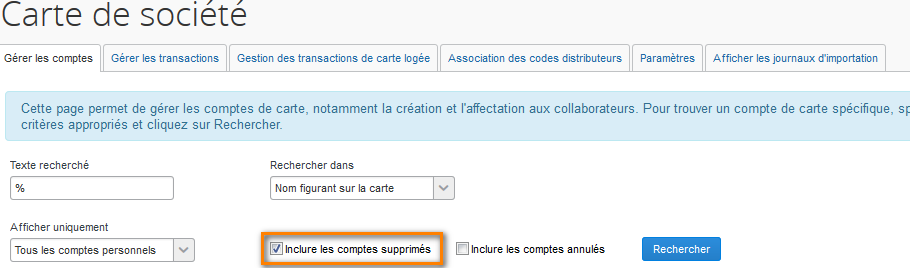 Carte de société
Gérer les comptes Gérer les transactions Gestion des transactions de carte logée Association des codes distributeurs Paramètres Afficher les journaux d'importation
Cette page permet de gérer les comptes de carte, notamment la création et l'affectation aux collaborateurs. Pour trouver un compte de carte spécifique, sp
critères appropriés et cliquez sur Rechercher.
Texte recherché Rechercher dans
% Nom figurant sur la carte
Afficher uniquement
Tous les comptes personnels Inclure les comptes supprimés Inclure les comptes annulés Rechercher